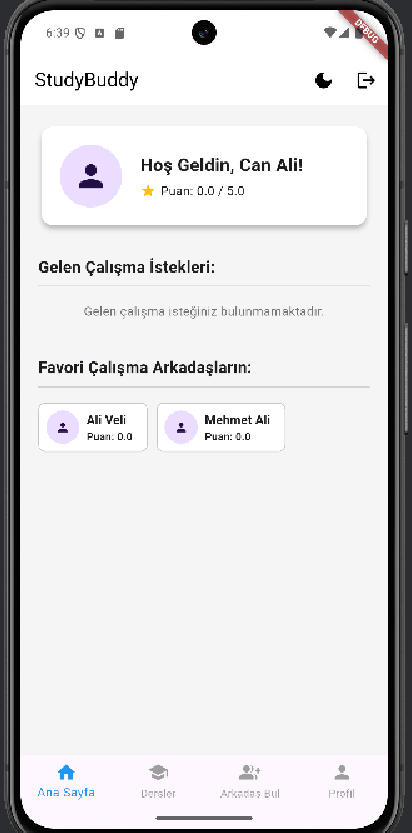 6:39
DEBUG
StudyBuddy
Hoş Geldin, Can Ali!
Puan: 0.0 / 5.0
Gelen Çalışma İstekleri:
Gelen çalışma isteğiniz bulunmamaktadır.
Favori Çalışma Arkadaşların:
Ali Veli
Puan: 0.0
Mehmet Ali
Puan: 0.0
Ana Sayfa
Dersler
Arkadaş Bul
Profil